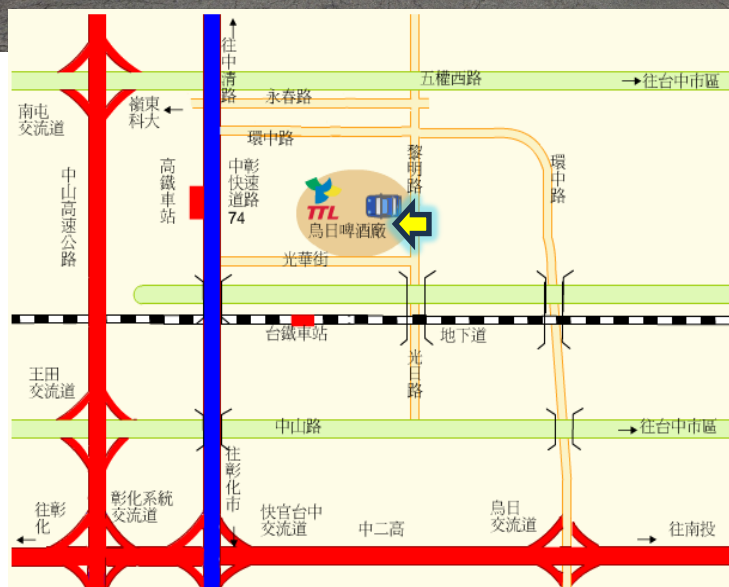 往中清路
五權西路
→往台中市區
南屯
交流道
嶺東
科大
永春路
環中路
中山高速公路
高鐵車站
中彰
快速
道路
74
黎明路
環中路
TTL
烏日啤酒廠
光華街
台鐵車站
地下道
光日路
王田
交流道
中山路
→往台中市區
往彰化市
往彰
化
彰化系統
交流道
快官台中
交流道
中二高
烏日
交流道
往南投